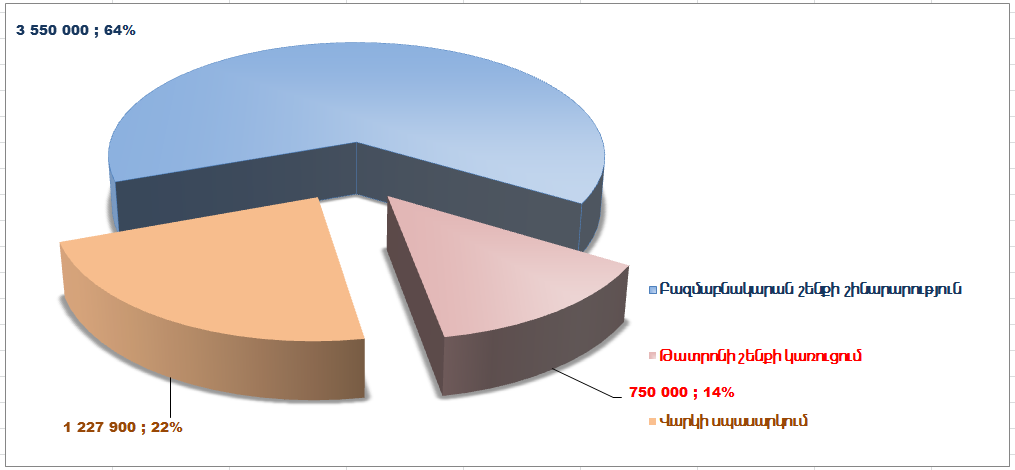 3 550 000 ; 64%
Բազմաբնակարան շենքի շինարարություն
Թատրոնի շենքի կառուցում
750 000 ; 14%
Վարկի սպասարկում
1 227 900 ; 22%